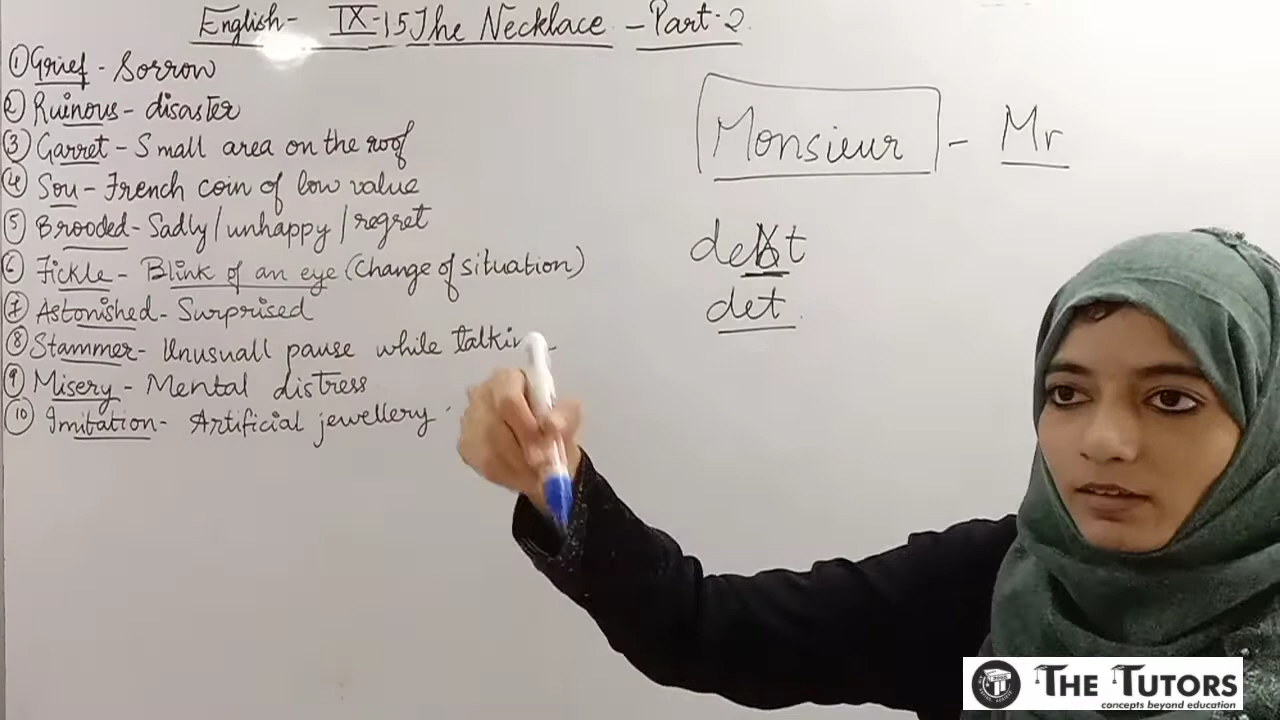 English- IX-15 The Necklace - Part-2
① Grief - Sorrow
② Ruinous - disaster
③ Garret - Small area on the roof
④ Sou - French coin of low value
⑤ Brooded - Sadly/unhappy/regret
⑥ Fickle - Blink of an eye (Change of situation)
⑦ Astonished - Surprised
⑧ Stammer - Unusuall pause while
⑨ Misery - Mental distress
⑩ Imitation - Artificial jewellery
Monsieur - Mr
debt
det
THE TUTORS
concepts beyond education